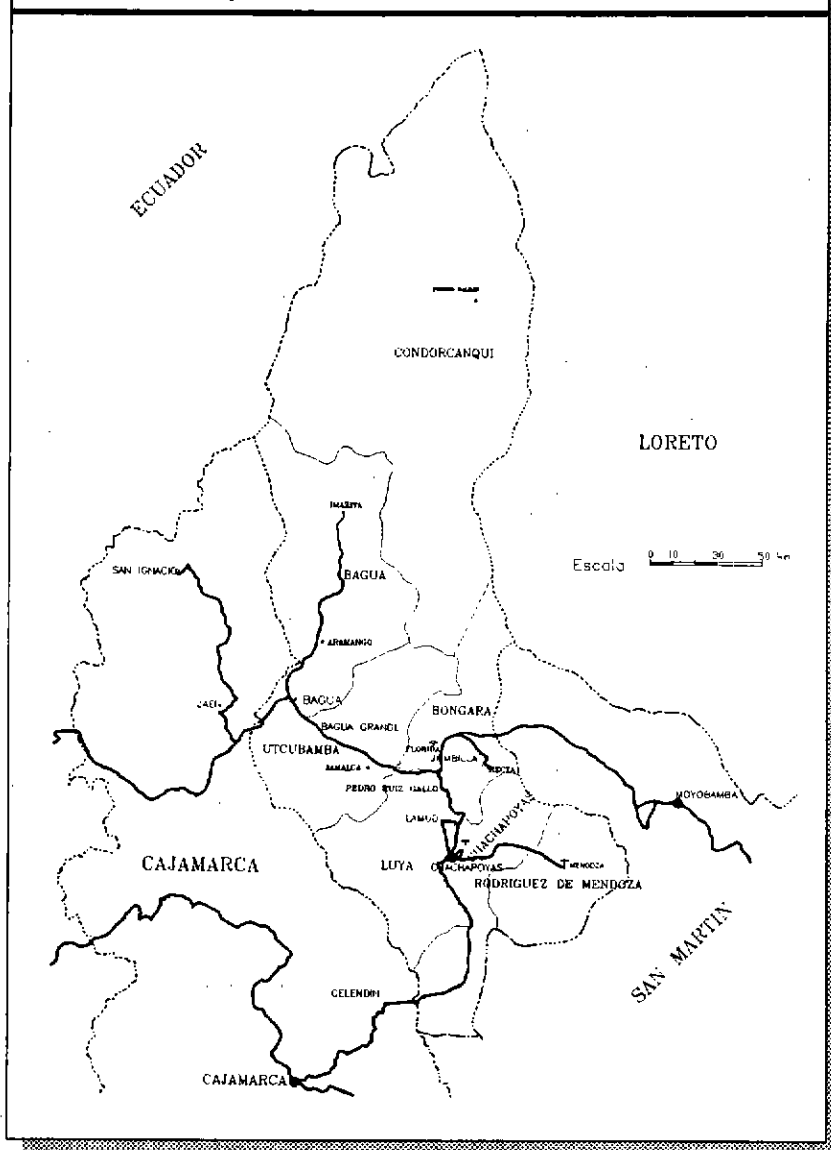 ECUADOR
CONDORCANQUI
LORETO
IMAZITA
Escala 0 10 30 50 km
SAN IGNACIO
BAGUA
ARAMANGO
JAEN
BAGUA
BONGARA
BAGUA GRANDE
UTCUBAMBA
FLORIDA
JUMBILLA
JAMALCA
PEDRO RUIZ GALLO
MOYOBAMBA
LAMUD
CHACHAPOYAS
CAJAMARCA
LUYA
CHACHAPOYAS
MENDOZA
RODRIGUEZ DE MENDOZA
SAN MARTIN
CELENDIN
CAJAMARCA